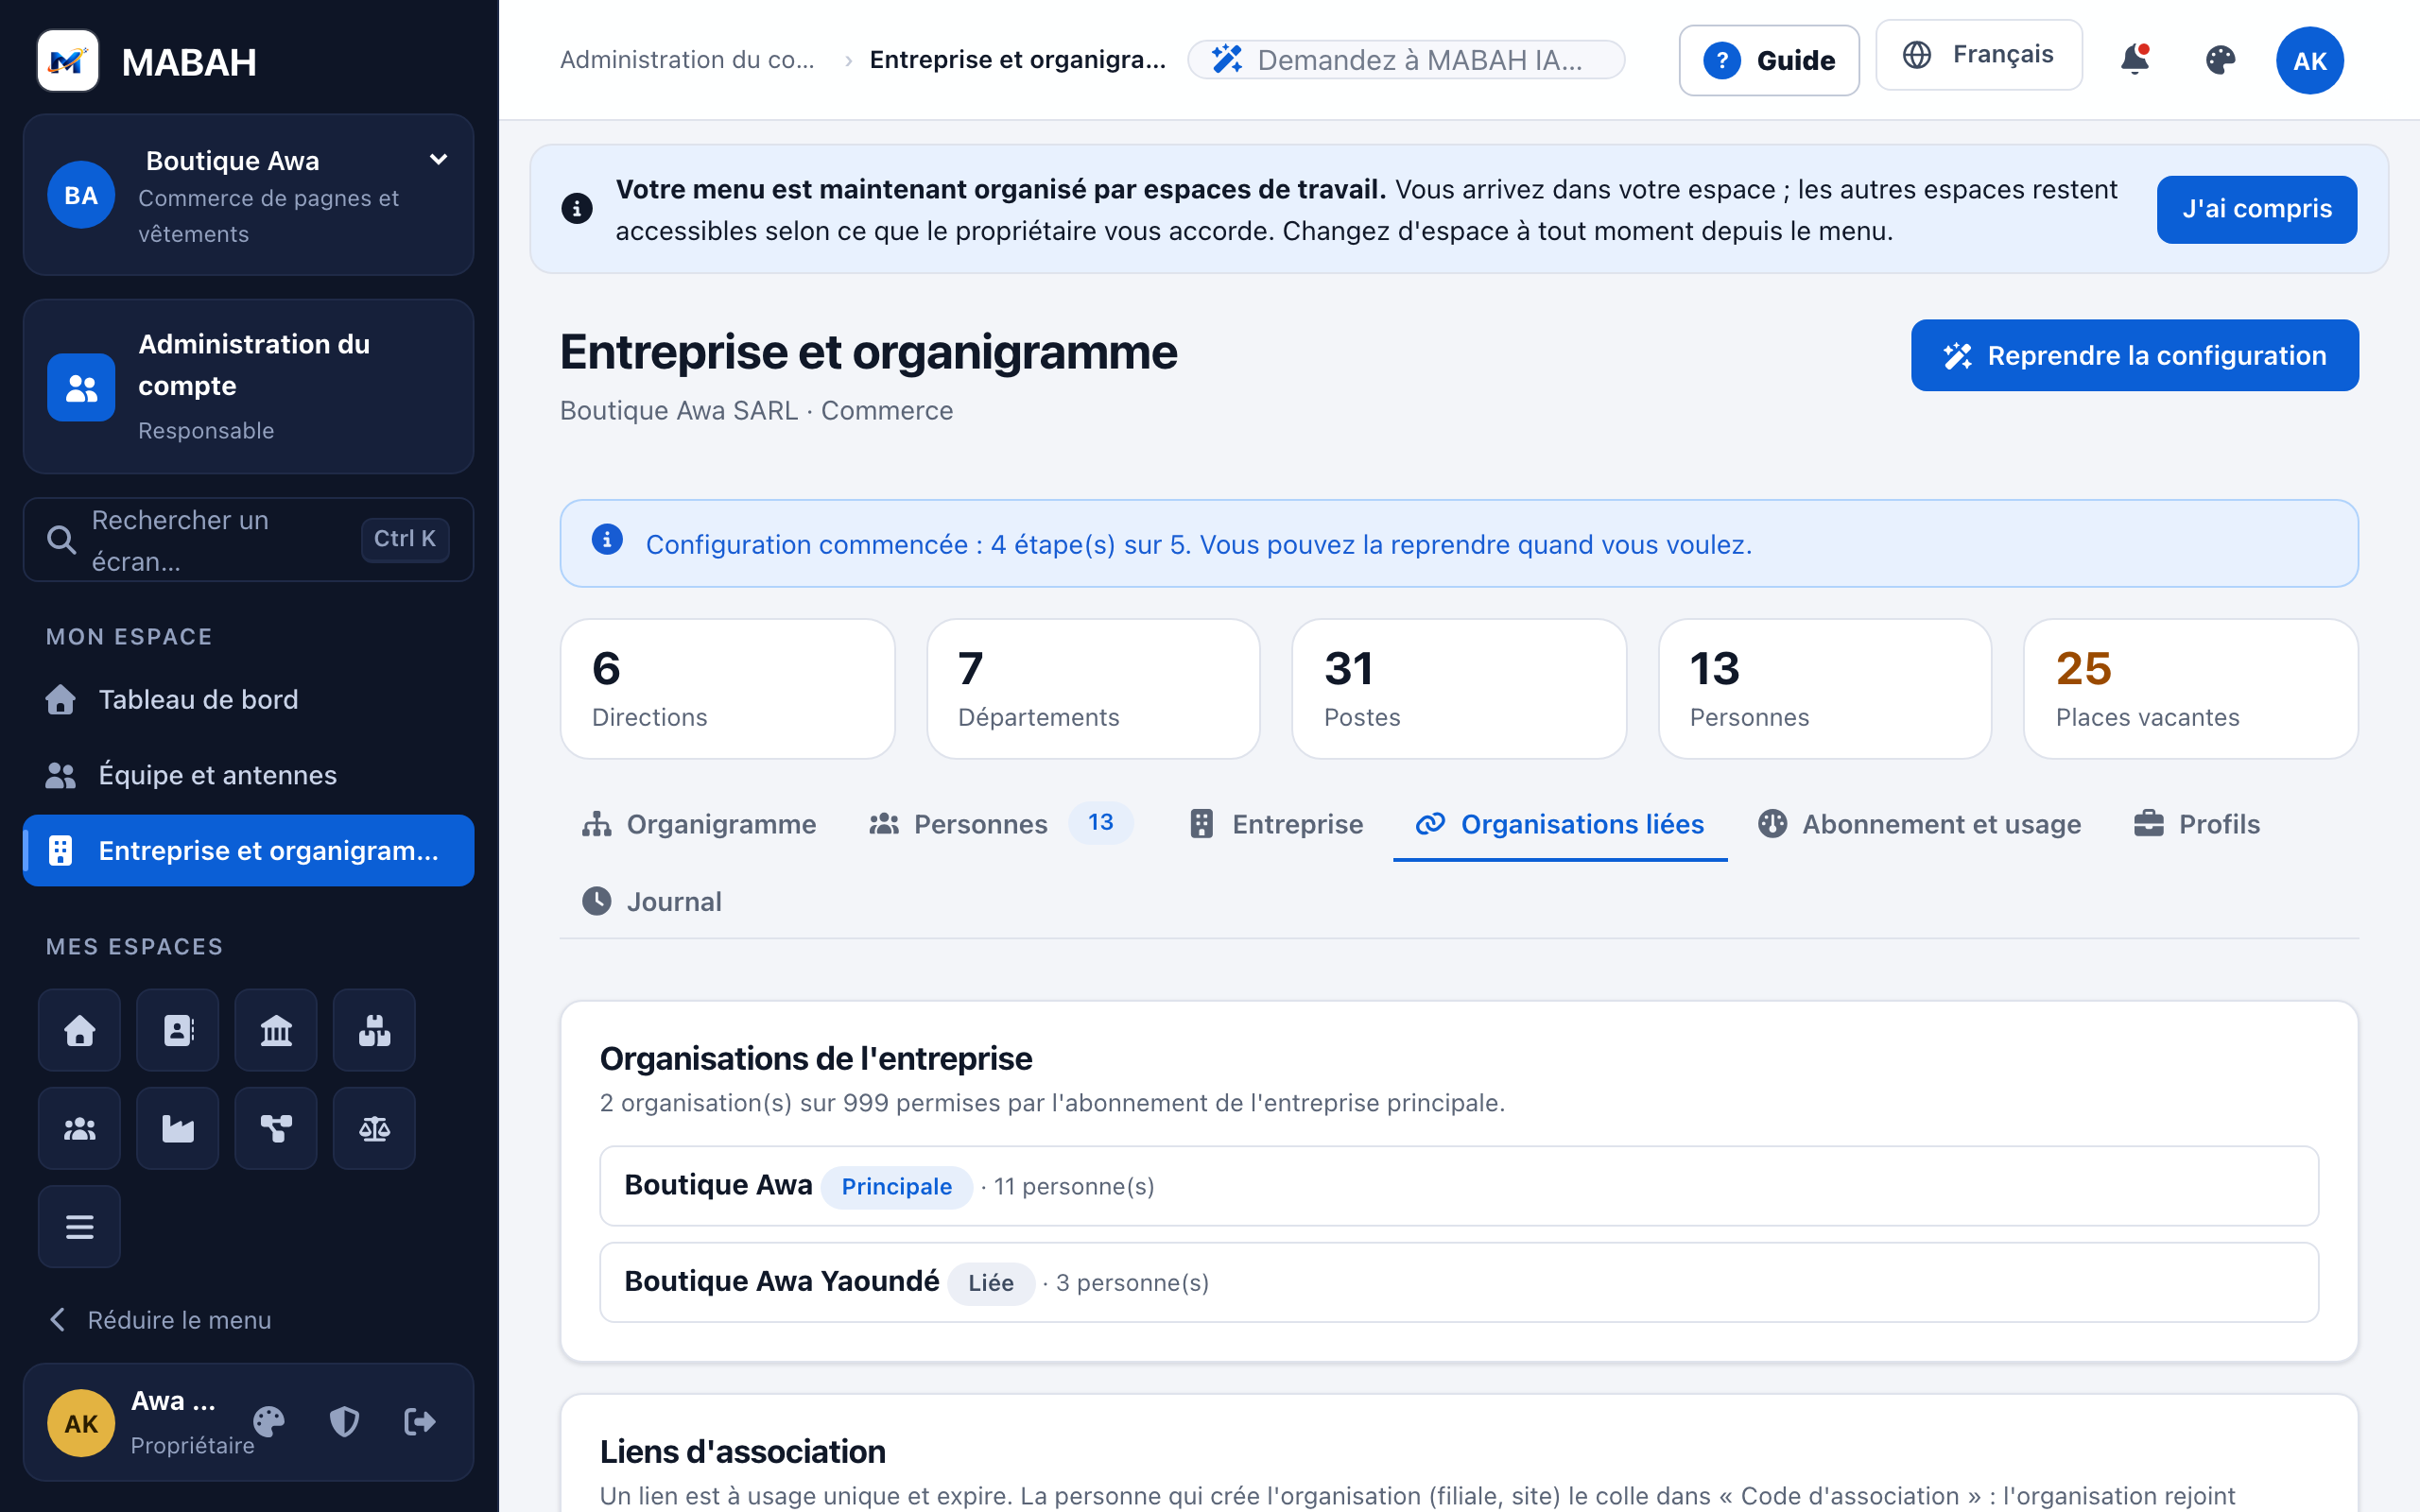 MABAH
BA
Boutique Awa
Commerce de pagnes et
vêtements
Administration du
compte
Responsable
Rechercher un
écran...
Ctrl K
MON ESPACE
Tableau de bord
Équipe et antennes
Entreprise et organigram...
MES ESPACES
Réduire le menu
AK
Awa ...
Propriétaire
Administration du co... › Entreprise et organigra...
Demandez à MABAH IA...
? Guide
Français
AK
Votre menu est maintenant organisé par espaces de travail. Vous arrivez dans votre espace ; les autres espaces restent
accessibles selon ce que le propriétaire vous accorde. Changez d'espace à tout moment depuis le menu.
J'ai compris
Entreprise et organigramme
Boutique Awa SARL · Commerce
Reprendre la configuration
Configuration commencée : 4 étape(s) sur 5. Vous pouvez la reprendre quand vous voulez.
6
Directions
7
Départements
31
Postes
13
Personnes
25
Places vacantes
Organigramme
Personnes 13
Entreprise
Organisations liées
Abonnement et usage
Profils
Journal
Organisations de l'entreprise
2 organisation(s) sur 999 permises par l'abonnement de l'entreprise principale.
Boutique Awa Principale · 11 personne(s)
Boutique Awa Yaoundé Liée · 3 personne(s)
Liens d'association
Un lien est à usage unique et expire. La personne qui crée l'organisation (filiale, site) le colle dans « Code d'association » : l'organisation rejoint